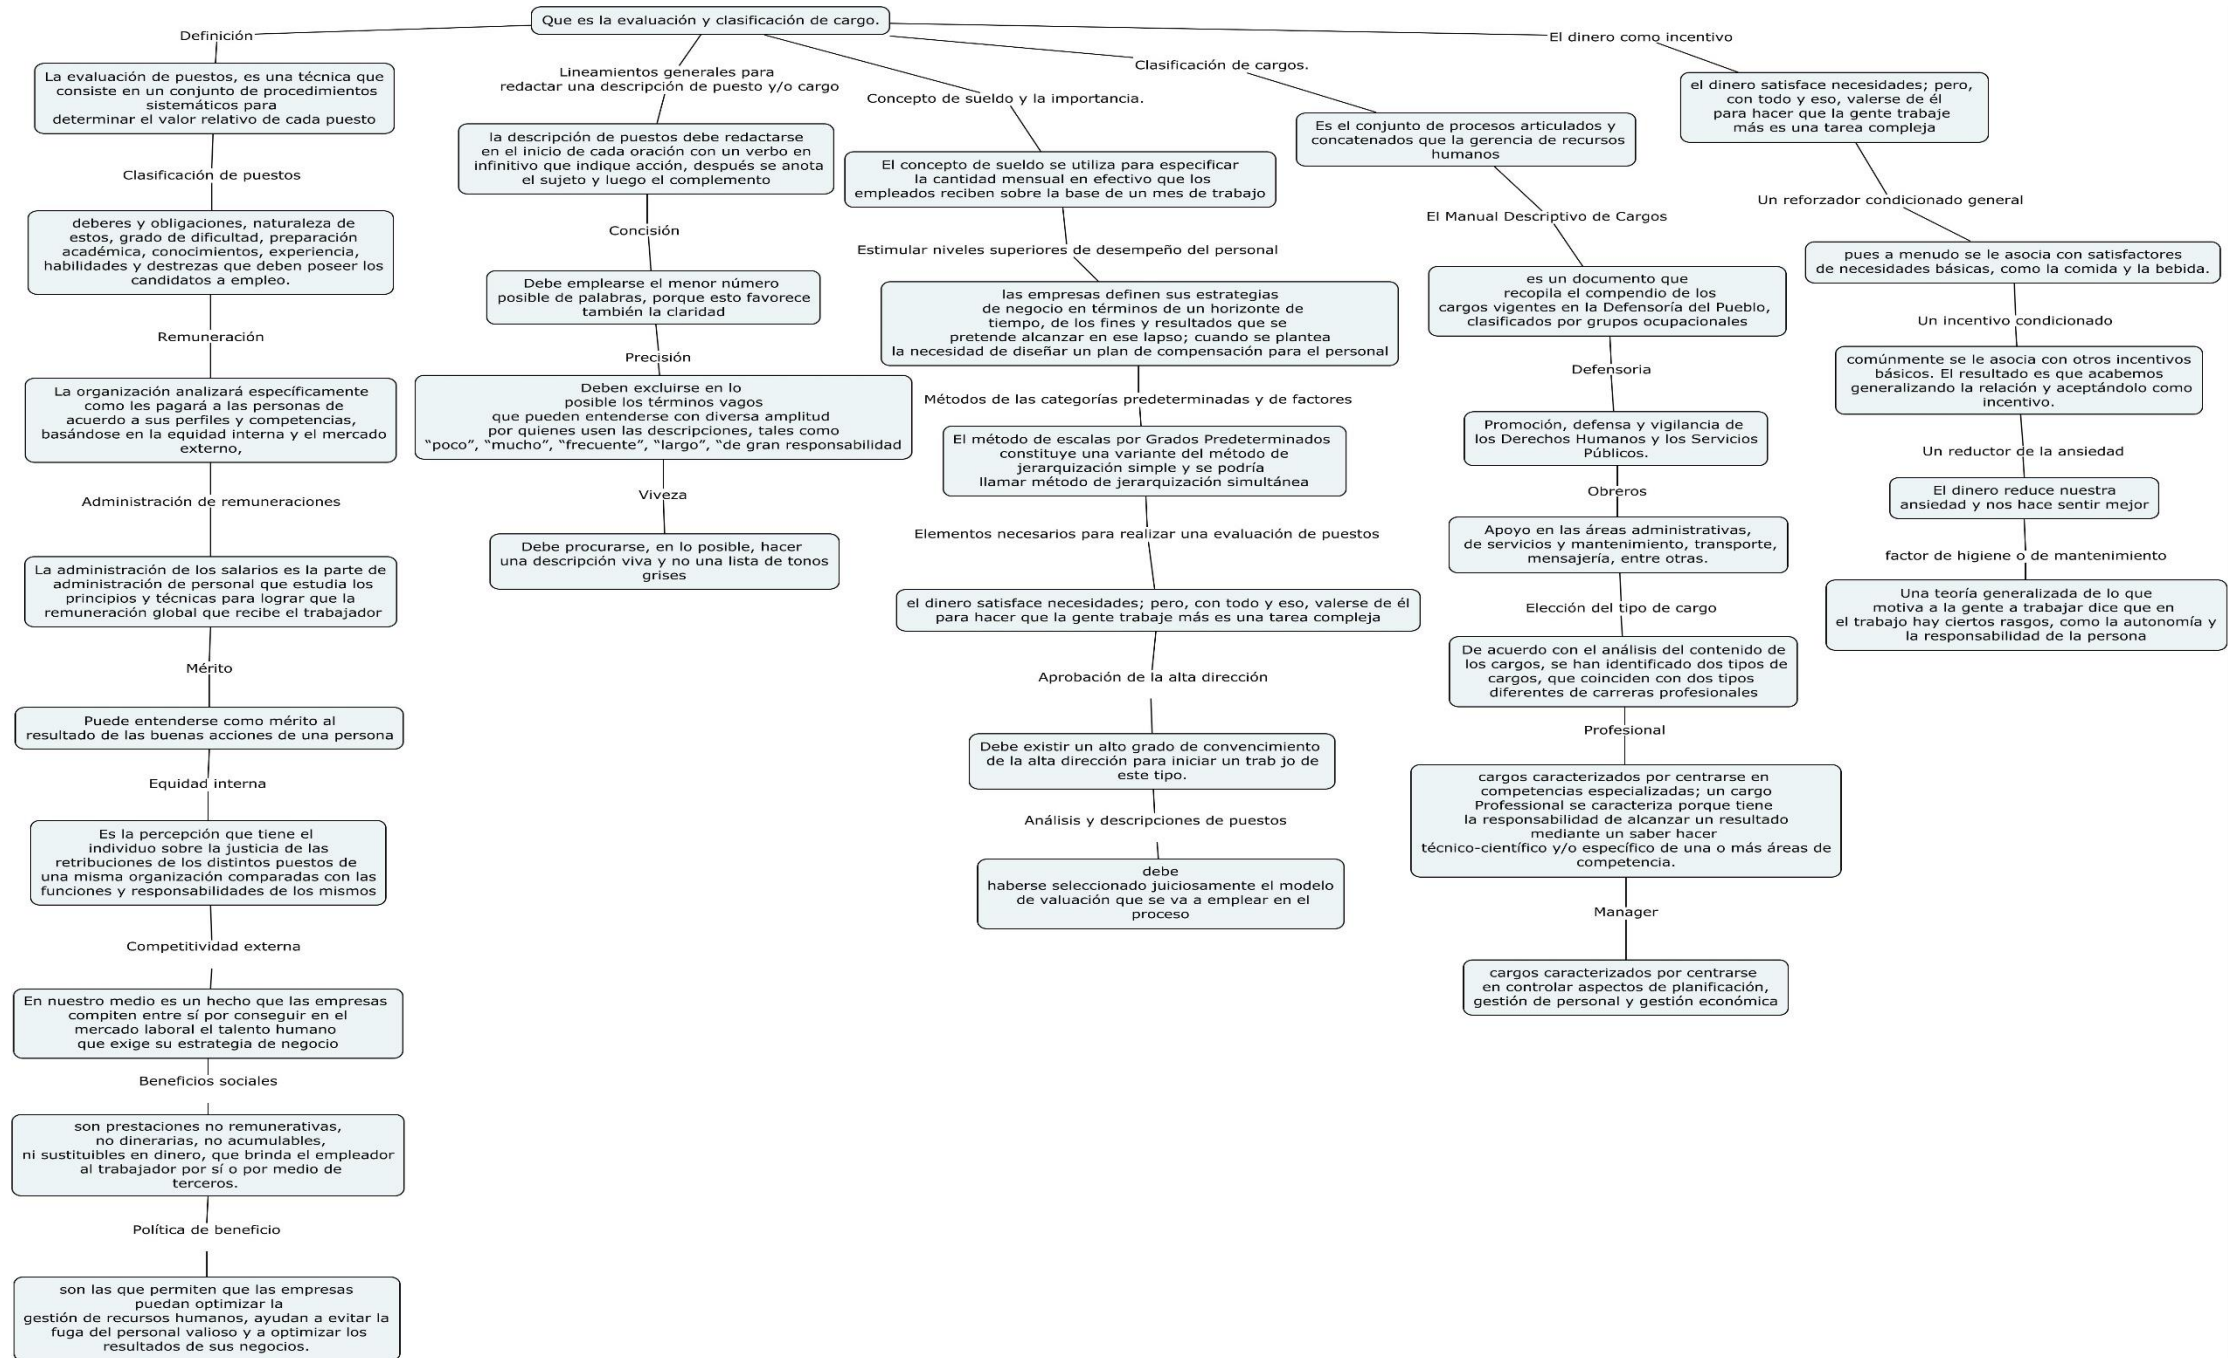 Que es la evaluación y clasificación de cargo.
Definición
La evaluación de puestos, es una técnica que
consiste en un conjunto de procedimientos
sistemáticos para
determinar el valor relativo de cada puesto
Clasificación de puestos
deberes y obligaciones, naturaleza de
estos, grado de dificultad, preparación
académica, conocimientos, experiencia,
habilidades y destrezas que deben poseer los
candidatos a empleo.
Remuneración
La organización analizará específicamente
como les pagará a las personas de
acuerdo a sus perfiles y competencias,
basándose en la equidad interna y el mercado
externo,
Administración de remuneraciones
La administración de los salarios es la parte de
administración de personal que estudia los
principios y técnicas para lograr que la
remuneración global que recibe el trabajador
Mérito
Puede entenderse como mérito al
resultado de las buenas acciones de una persona
Equidad interna
Es la percepción que tiene el
individuo sobre la justicia de las
retribuciones de los distintos puestos de
una misma organización comparadas con las
funciones y responsabilidades de los mismos
Competitividad externa
En nuestro medio es un hecho que las empresas
compiten entre sí por conseguir en el
mercado laboral el talento humano
que exige su estrategia de negocio
Beneficios sociales
son prestaciones no remunerativas,
no dinerarias, no acumulables,
ni sustituibles en dinero, que brinda el empleador
al trabajador por sí o por medio de
terceros.
Política de beneficio
son las que permiten que las empresas
puedan optimizar la
gestión de recursos humanos, ayudan a evitar la
fuga del personal valioso y a optimizar los
resultados de sus negocios.
Lineamientos generales para
redactar una descripción de puesto y/o cargo
la descripción de puestos debe redactarse
en el inicio de cada oración con un verbo en
infinitivo que indique acción, después se anota
el sujeto y luego el complemento
Concisión
Debe emplearse el menor número
posible de palabras, porque esto favorece
también la claridad
Precisión
Deben excluirse en lo
posible los términos vagos
que pueden entenderse con diversa amplitud
por quienes usen las descripciones, tales como
“poco”, “mucho”, “frecuente”, “largo”, “de gran responsabilidad
Viveza
Debe procurarse, en lo posible, hacer
una descripción viva y no una lista de tonos
grises
Concepto de sueldo y la importancia.
El concepto de sueldo se utiliza para especificar
la cantidad mensual en efectivo que los
empleados reciben sobre la base de un mes de trabajo
Estimular niveles superiores de desempeño del personal
las empresas definen sus estrategias
de negocio en términos de un horizonte de
tiempo, de los fines y resultados que se
pretende alcanzar en ese lapso; cuando se plantea
la necesidad de diseñar un plan de compensación para el personal
Métodos de las categorías predeterminadas y de factores
El método de escalas por Grados Predeterminados
constituye una variante del método de
jerarquización simple y se podría
llamar método de jerarquización simultánea
Elementos necesarios para realizar una evaluación de puestos
el dinero satisface necesidades; pero, con todo y eso, valerse de él
para hacer que la gente trabaje más es una tarea compleja
Aprobación de la alta dirección
Debe existir un alto grado de convencimiento
de la alta dirección para iniciar un trab jo de
este tipo.
Análisis y descripciones de puestos
debe
haberse seleccionado juiciosamente el modelo
de valuación que se va a emplear en el
proceso
Clasificación de cargos.
Es el conjunto de procesos articulados y
concatenados que la gerencia de recursos
humanos
El Manual Descriptivo de Cargos
es un documento que
recopila el compendio de los
cargos vigentes en la Defensoría del Pueblo,
clasificados por grupos ocupacionales
Defensoria
Promoción, defensa y vigilancia de
los Derechos Humanos y los Servicios
Públicos.
Obreros
Apoyo en las áreas administrativas,
de servicios y mantenimiento, transporte,
mensajería, entre otras.
Elección del tipo de cargo
De acuerdo con el análisis del contenido de
los cargos, se han identificado dos tipos de
cargos, que coinciden con dos tipos
diferentes de carreras profesionales
Profesional
cargos caracterizados por centrarse en
competencias especializadas; un cargo
Professional se caracteriza porque tiene
la responsabilidad de alcanzar un resultado
mediante un saber hacer
técnico-científico y/o específico de una o más áreas de
competencia.
Manager
cargos caracterizados por centrarse
en controlar aspectos de planificación,
gestión de personal y gestión económica
El dinero como incentivo
el dinero satisface necesidades; pero,
con todo y eso, valerse de él
para hacer que la gente trabaje
más es una tarea compleja
Un reforzador condicionado general
pues a menudo se le asocia con satisfactores
de necesidades básicas, como la comida y la bebida.
Un incentivo condicionado
comúnmente se le asocia con otros incentivos
básicos. El resultado es que acabemos
generalizando la relación y aceptándolo como
incentivo.
Un reductor de la ansiedad
El dinero reduce nuestra
ansiedad y nos hace sentir mejor
factor de higiene o de mantenimiento
Una teoría generalizada de lo que
motiva a la gente a trabajar dice que en
el trabajo hay ciertos rasgos, como la autonomía y
la responsabilidad de la persona